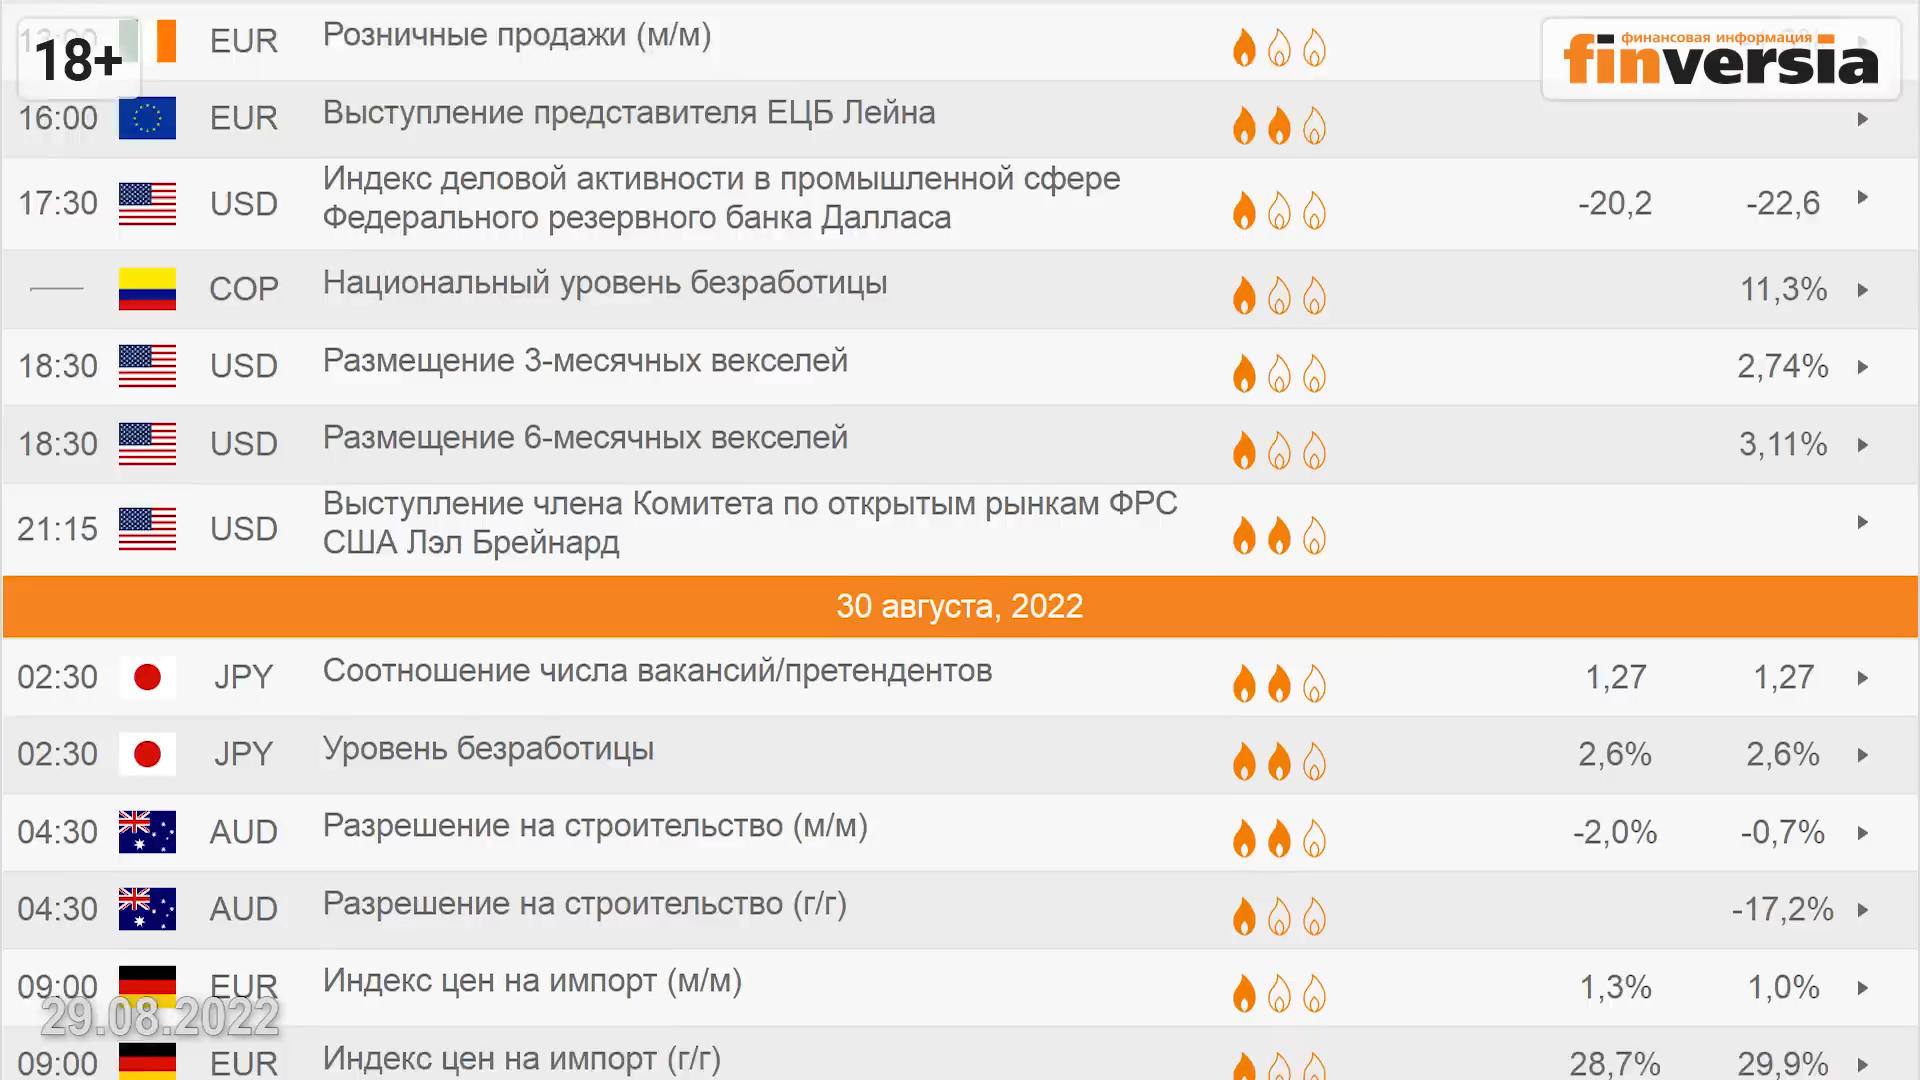 18+
EUR Розничные продажи (м/м)
финансовая информация
finversia
16:00 EUR Выступление представителя ЕЦБ Лейна
17:30 USD Индекс деловой активности в промышленной сфере
Федерального резервного банка Далласа -20,2 -22,6
COP Национальный уровень безработицы 11,3%
18:30 USD Размещение 3-месячных векселей 2,74%
18:30 USD Размещение 6-месячных векселей 3,11%
21:15 USD Выступление члена Комитета по открытым рынкам ФРС
США Лэл Брейнард
30 августа, 2022
02:30 JPY Соотношение числа вакансий/претендентов 1,27 1,27
02:30 JPY Уровень безработицы 2,6% 2,6%
04:30 AUD Разрешение на строительство (м/м) -2,0% -0,7%
04:30 AUD Разрешение на строительство (г/г) -17,2%
09:00 EUR Индекс цен на импорт (м/м) 1,3% 1,0%
29.08.2022
09:00 EUR Индекс цен на импорт (г/г) 28,7% 29,9%